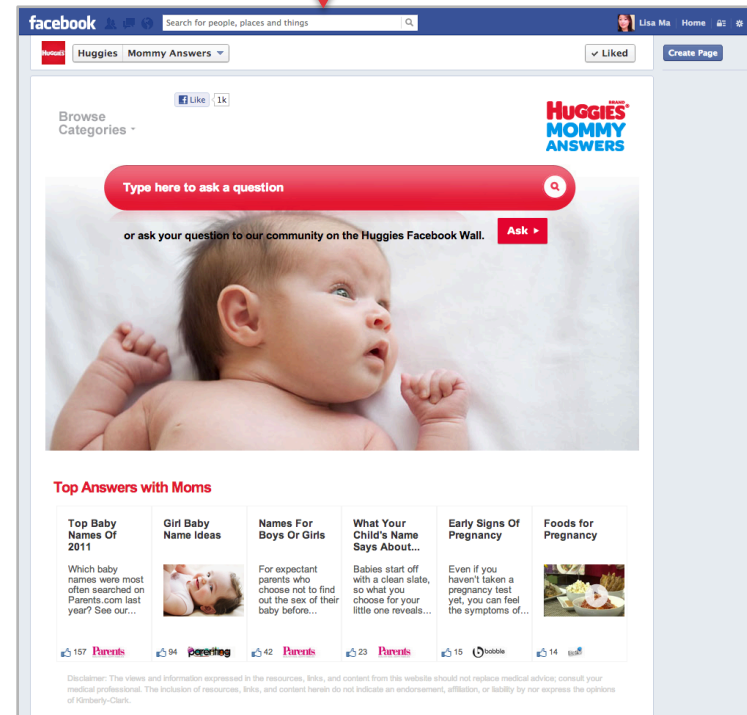 facebook
Search for people, places and things
Lisa Ma Home
HUGGIES
Huggies Mommy Answers
Liked
Create Page
Like 1k
Browse
Categories
HUGGIES BRAND
MOMMY
ANSWERS
Type here to ask a question
or ask your question to our community on the Huggies Facebook Wall.
Ask
Top Answers with Moms
Top Baby
Names Of
2011
Which baby
names were most
often searched on
Parents.com last
year? See our...
157 Parents
Girl Baby
Name Ideas
94 parenting
Names For
Boys Or Girls
For expectant
parents who
choose not to find
out the sex of their
baby before...
42 Parents
What Your
Child's Name
Says About...
Babies start off
with a clean slate,
so what you
choose for your
little one reveals...
23 Parents
Early Signs Of
Pregnancy
Even if you
haven't taken a
pregnancy test
yet, you can feel
the symptoms of...
15 bobble
Foods for
Pregnancy
14
Disclaimer: The views and information expressed in the resources, links, and content from this website should not replace medical advice; consult your
medical professional. The inclusion of resources, links, and content herein do not indicate an endorsement, affiliation, or liability by nor express the opinions
of Kimberly-Clark.